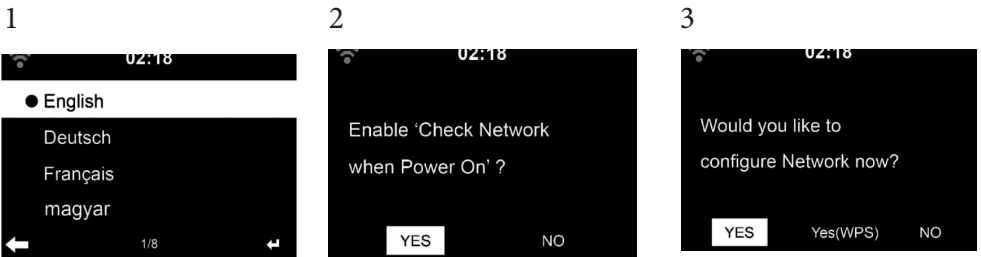 1
02:18
English
Deutsch
Français
magyar
1/8
2
02:18
Enable ‘Check Network
when Power On’ ?
YES NO
3
02:18
Would you like to
configure Network now?
YES Yes(WPS) NO